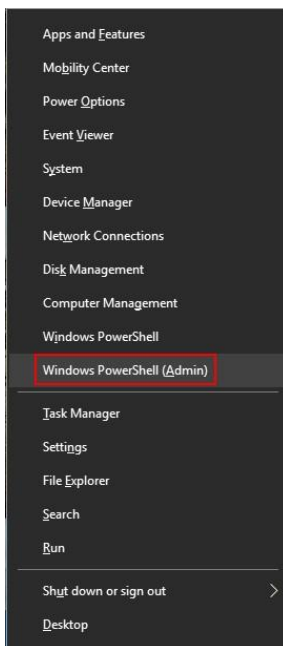 Apps and Features
Mobility Center
Power Options
Event Viewer
System
Device Manager
Network Connections
Disk Management
Computer Management
Windows PowerShell
Windows PowerShell (Admin)
Task Manager
Settings
File Explorer
Search
Run
Shut down or sign out
Desktop